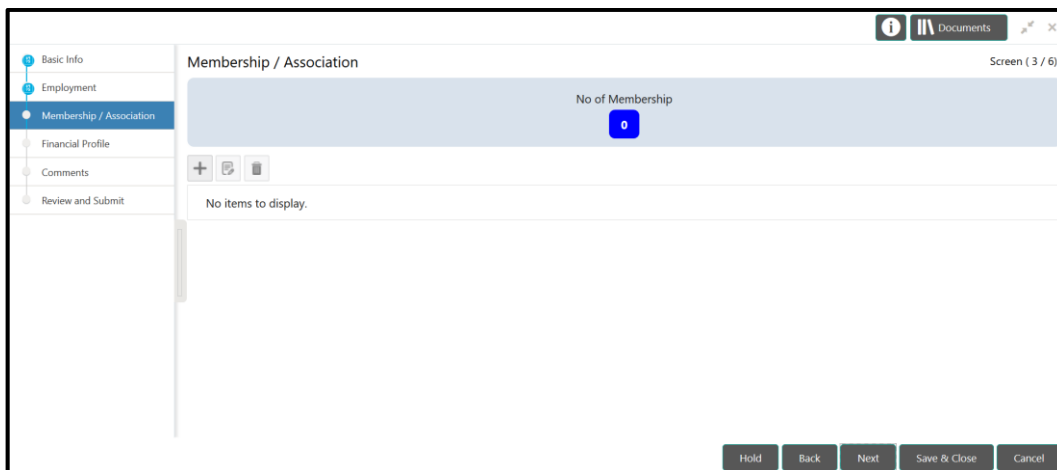 Documents
Basic Info
Employment
Membership / Association
Financial Profile
Comments
Review and Submit
Membership / Association
Screen ( 3 / 6)
No of Membership
0
No items to display.
Hold Back Next Save & Close Cancel